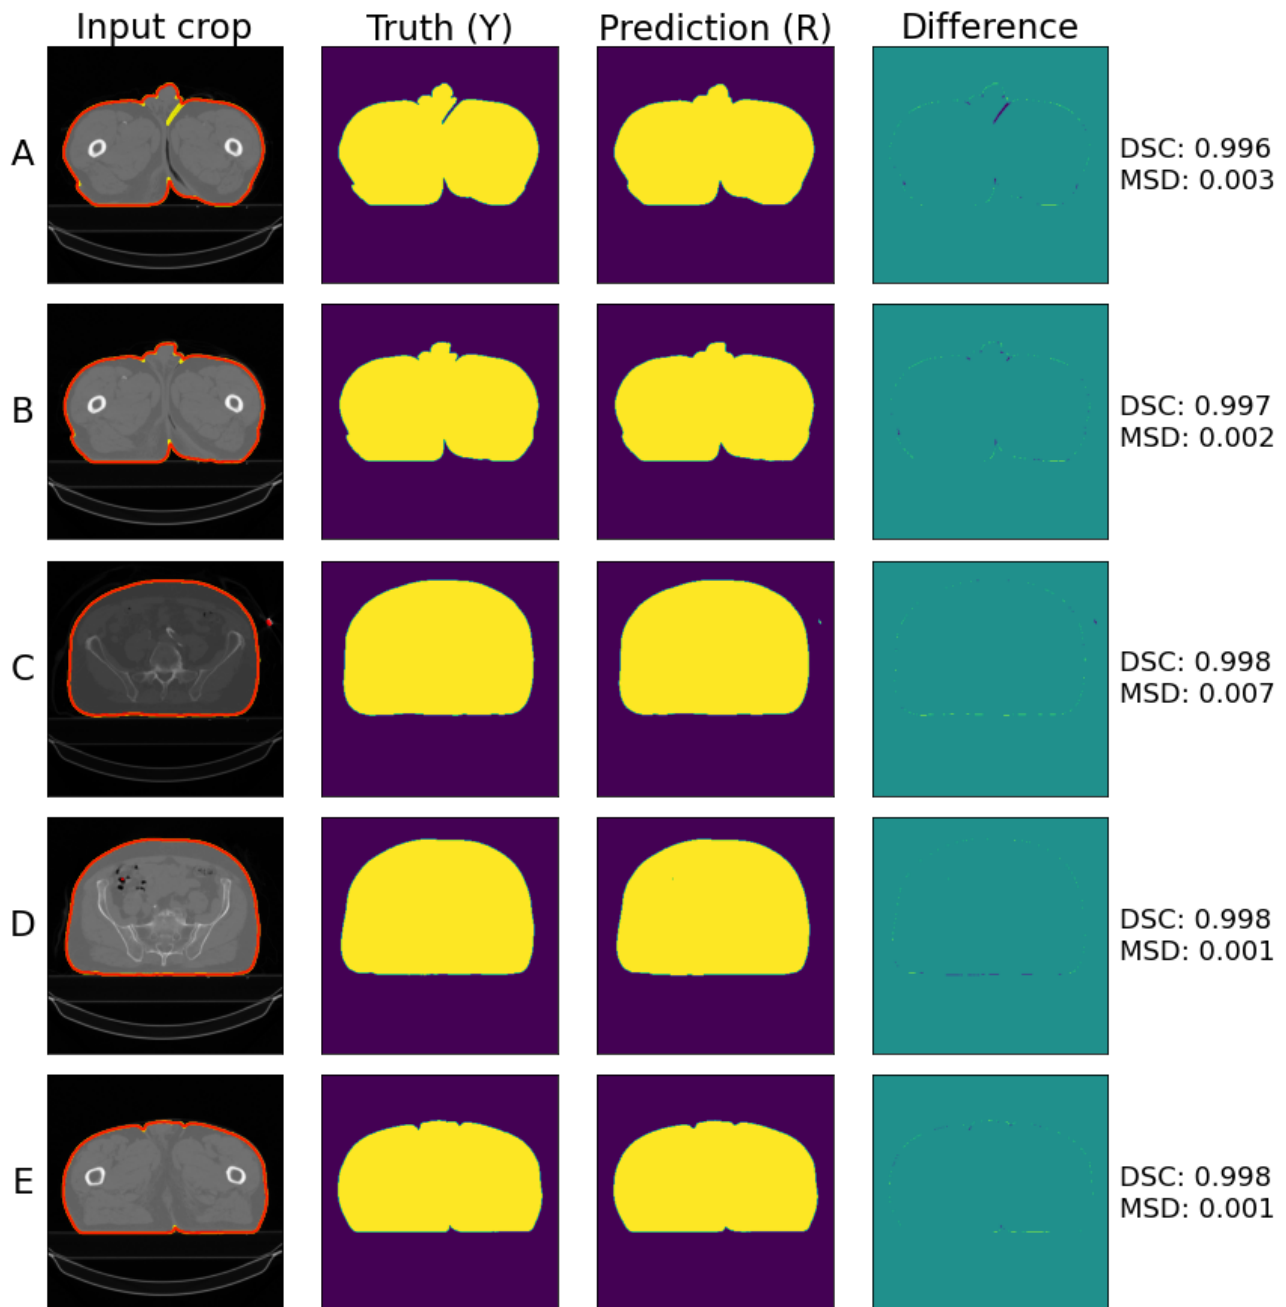 Input crop Truth (Y) Prediction (R) Difference
A
DSC: 0.996
MSD: 0.003
B
DSC: 0.997
MSD: 0.002
C
DSC: 0.998
MSD: 0.007
D
DSC: 0.998
MSD: 0.001
E
DSC: 0.998
MSD: 0.001